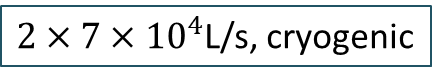 2 × 7 × 10⁴L/s, cryogenic